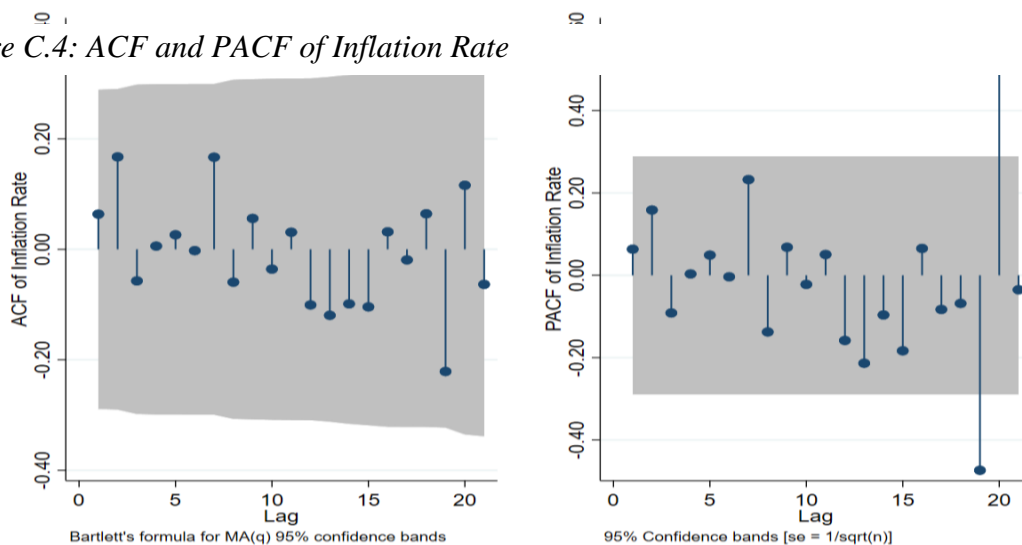 C.4: ACF and PACF of Inflation Rate
ACF of Inflation Rate
0.20
0.00
-0.20
-0.40
0
5
10
15
20
Lag
Bartlett's formula for MA(q) 95% confidence bands
PACF of Inflation Rate
0.40
0.20
0.00
-0.20
-0.40
0
5
10
15
20
Lag
95% Confidence bands [se = 1/sqrt(n)]